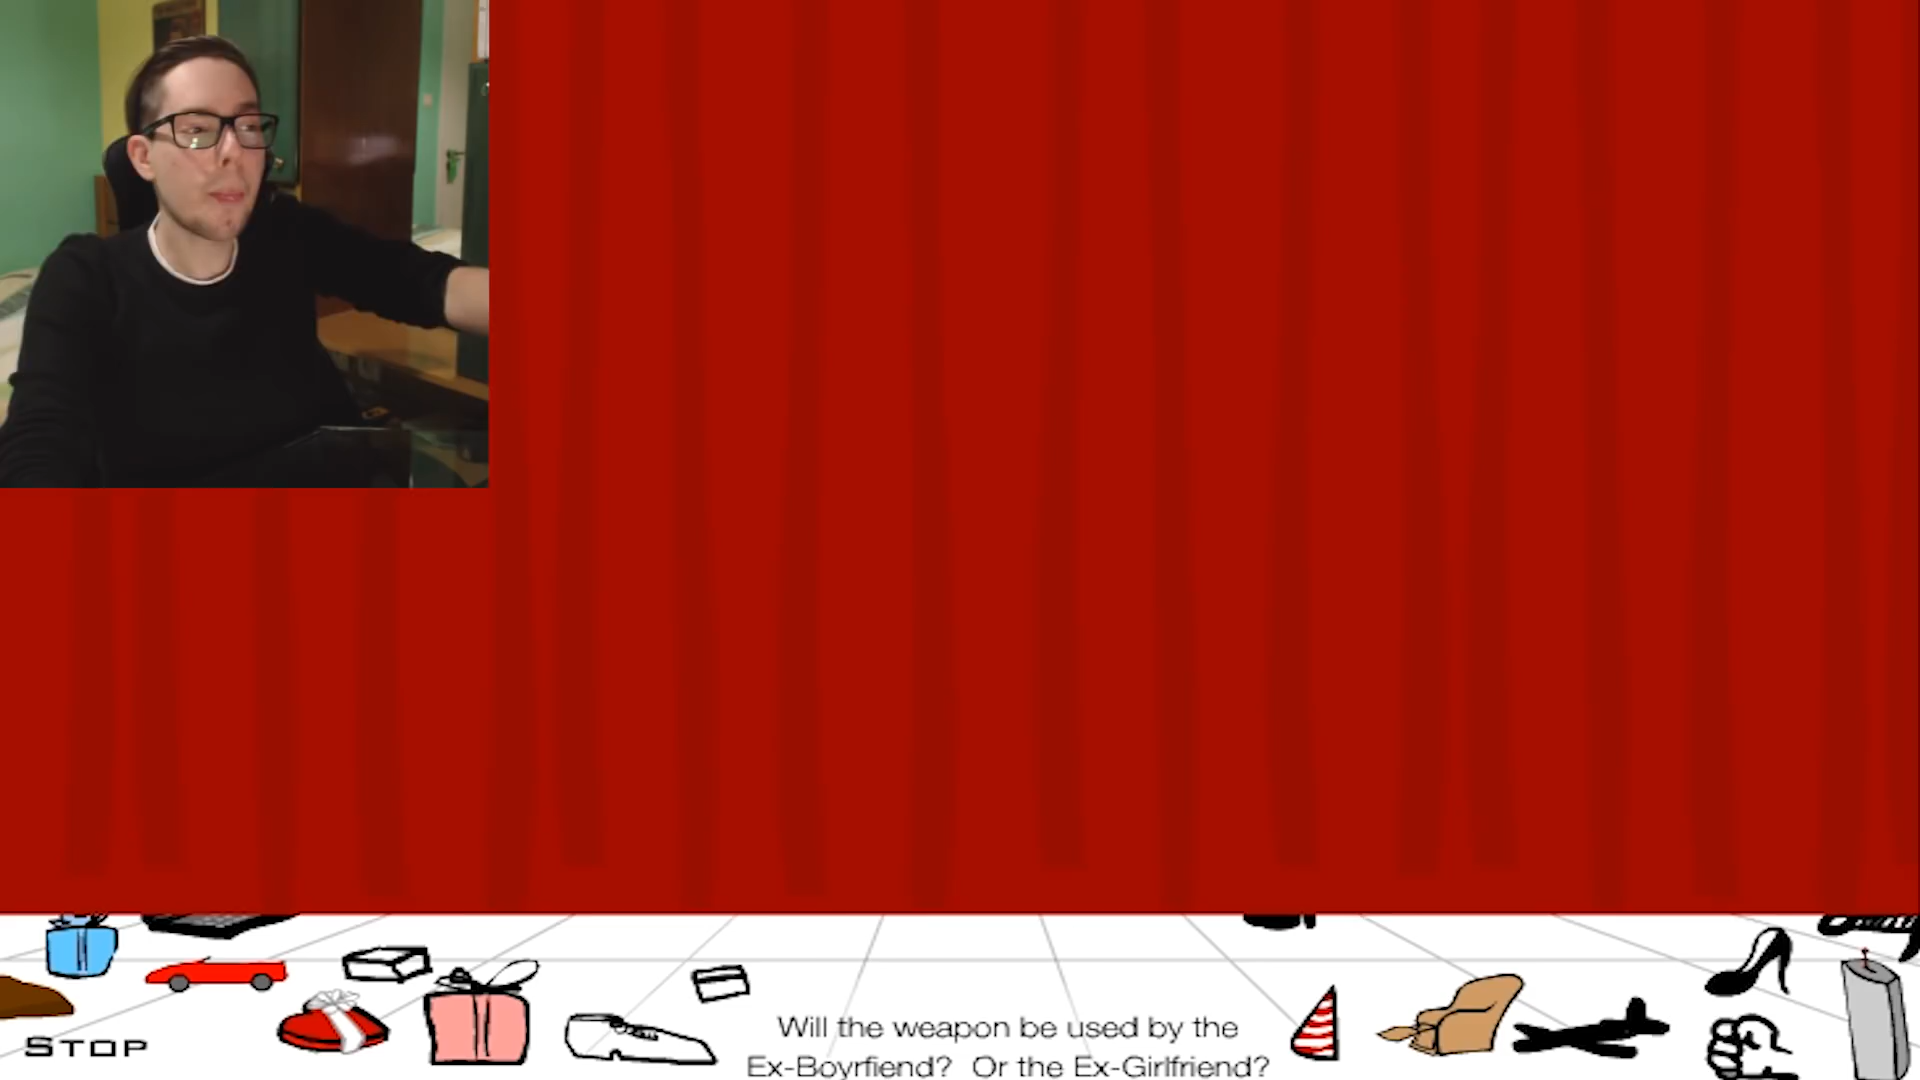 Will the weapon be used by the
STOP
Ex-Boyrfiend? Or the Ex-Girlfriend?